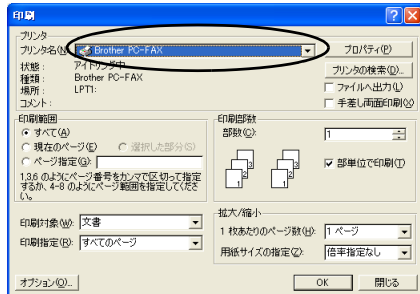 印刷
プリンタ
プリンタ名(N): Brother PC-FAX プロパティ(P)
状態: アイドリング中 プリンタの検索(D)...
種類: Brother PC-FAX
場所: LPT1: ファイルへ出力(L)
コメント: 手差し両面印刷(X)
印刷範囲
すべて(A)
現在のページ(E) 選択した部分(S)
ページ指定(G):
1,3,6 のようにページ番号をカンマで区切って指定
するか、4-8 のようにページ範囲を指定してくださ
い。
印刷部数
部数(C): 1
部単位で印刷(T)
印刷対象(W): 文書
印刷指定(R): すべてのページ
拡大/縮小
1 枚あたりのページ数(H): 1 ページ
用紙サイズの指定(Z): 倍率指定なし
オプション(O)... OK 閉じる